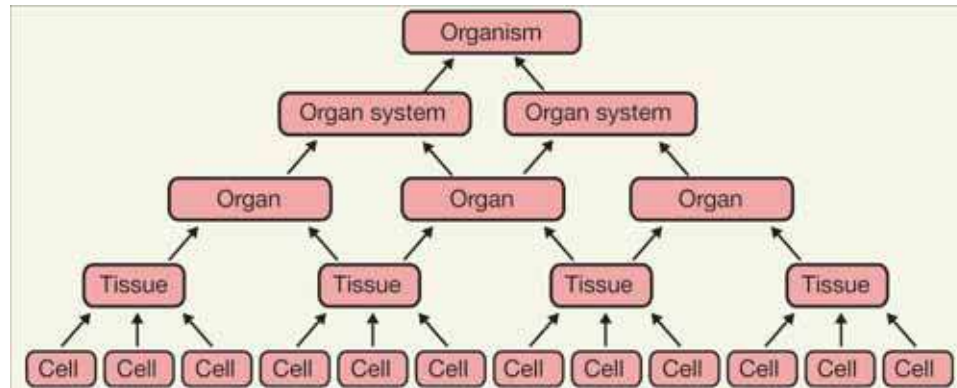 Organism
Organ system Organ system
Organ Organ Organ
Tissue Tissue Tissue Tissue
Cell Cell Cell Cell Cell Cell Cell Cell Cell Cell Cell Cell